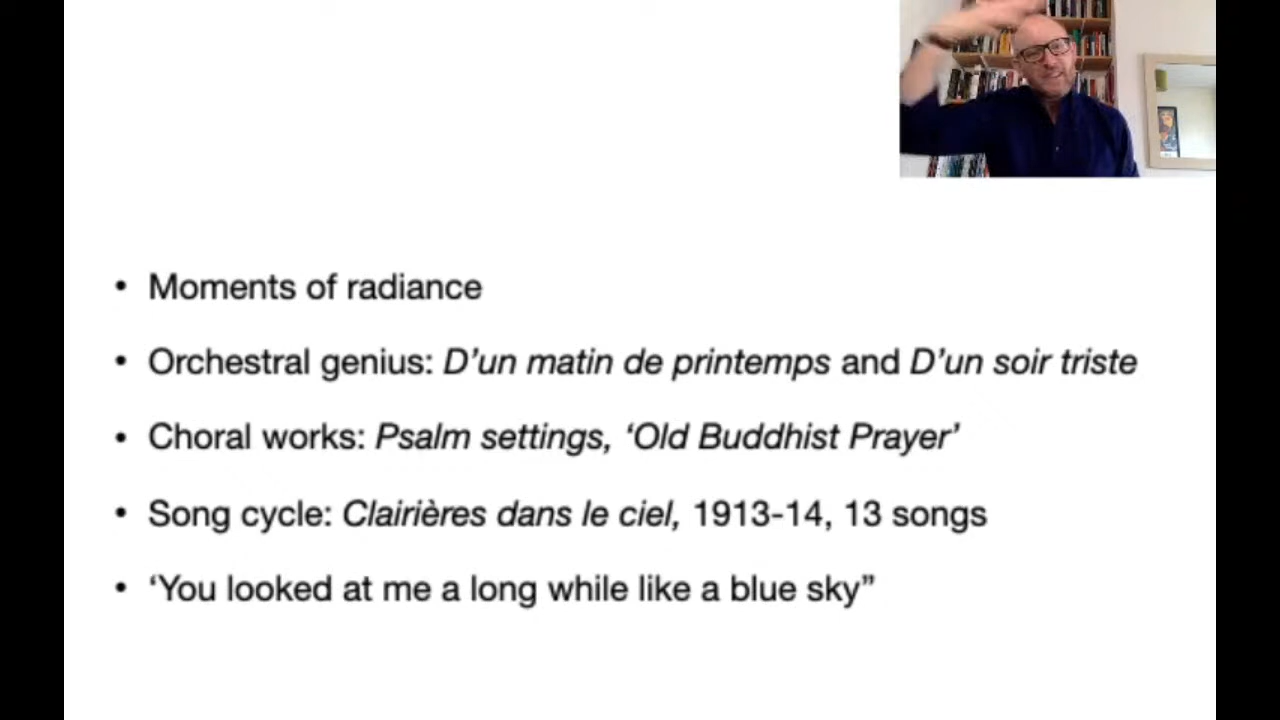 • Moments of radiance
• Orchestral genius: D’un matin de printemps and D’un soir triste
• Choral works: Psalm settings, ‘Old Buddhist Prayer’
• Song cycle: Clairières dans le ciel, 1913-14, 13 songs
• ‘You looked at me a long while like a blue sky”